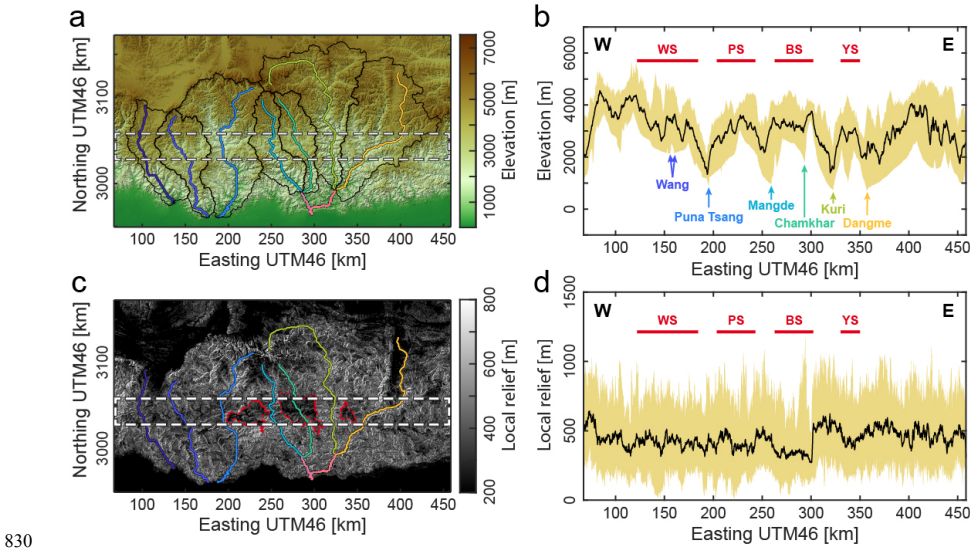 a
Northing UTM46 [km]
3100
3000
100 150 200 250 300 350 400 450
Easting UTM46 [km]
7000
5000
3000
1000
Elevation [m]
b
W
E
WS PS BS YS
6000
4000
2000
0
Elevation [m]
Wang
Puna Tsang
Mangde
Chamkhar
Kuri
Dangme
100 150 200 250 300 350 400 450
Easting UTM46 [km]
c
Northing UTM46 [km]
3100
3000
100 150 200 250 300 350 400 450
Easting UTM46 [km]
800
600
400
200
Local relief [m]
d
W
E
WS PS BS YS
1500
1000
500
0
Local relief [m]
100 150 200 250 300 350 400 450
Easting UTM46 [km]
830